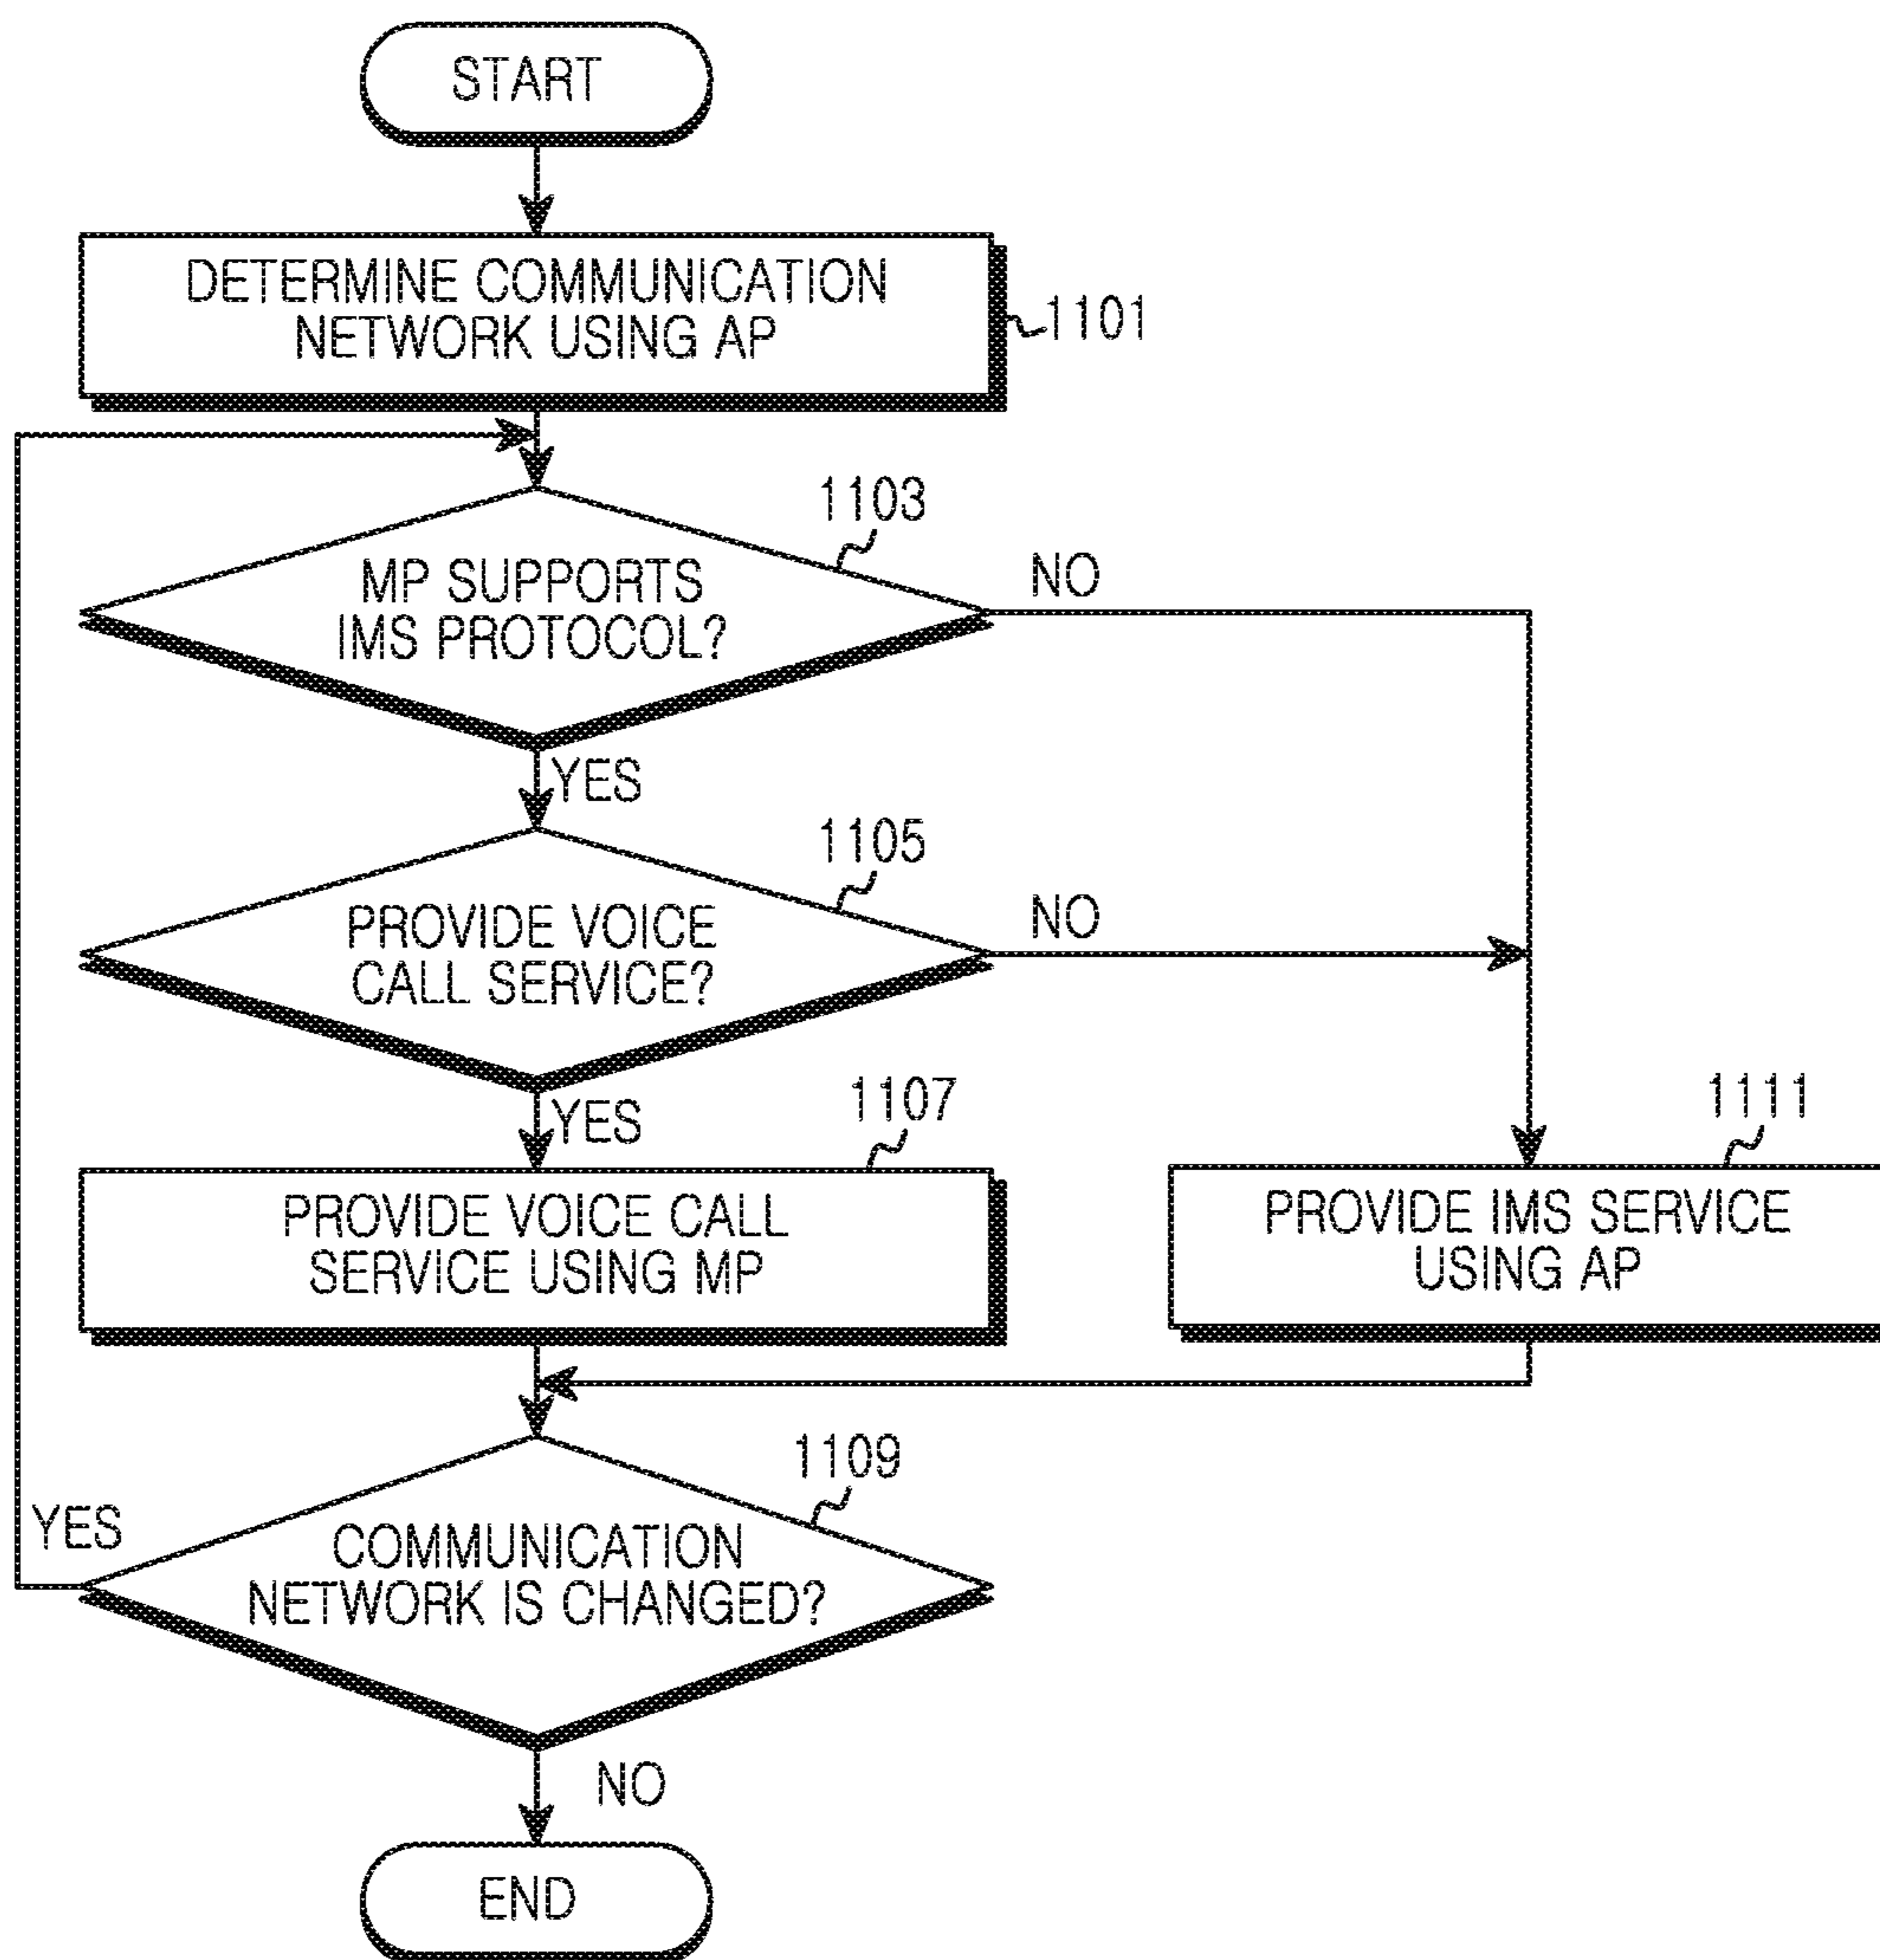 START
DETERMINE COMMUNICATION
NETWORK USING AP
1101
1103
MP SUPPORTS
IMS PROTOCOL?
NO
YES
1105
PROVIDE VOICE
CALL SERVICE?
NO
YES
1107
PROVIDE VOICE CALL
SERVICE USING MP
1111
PROVIDE IMS SERVICE
USING AP
1109
YES
COMMUNICATION
NETWORK IS CHANGED?
NO
END